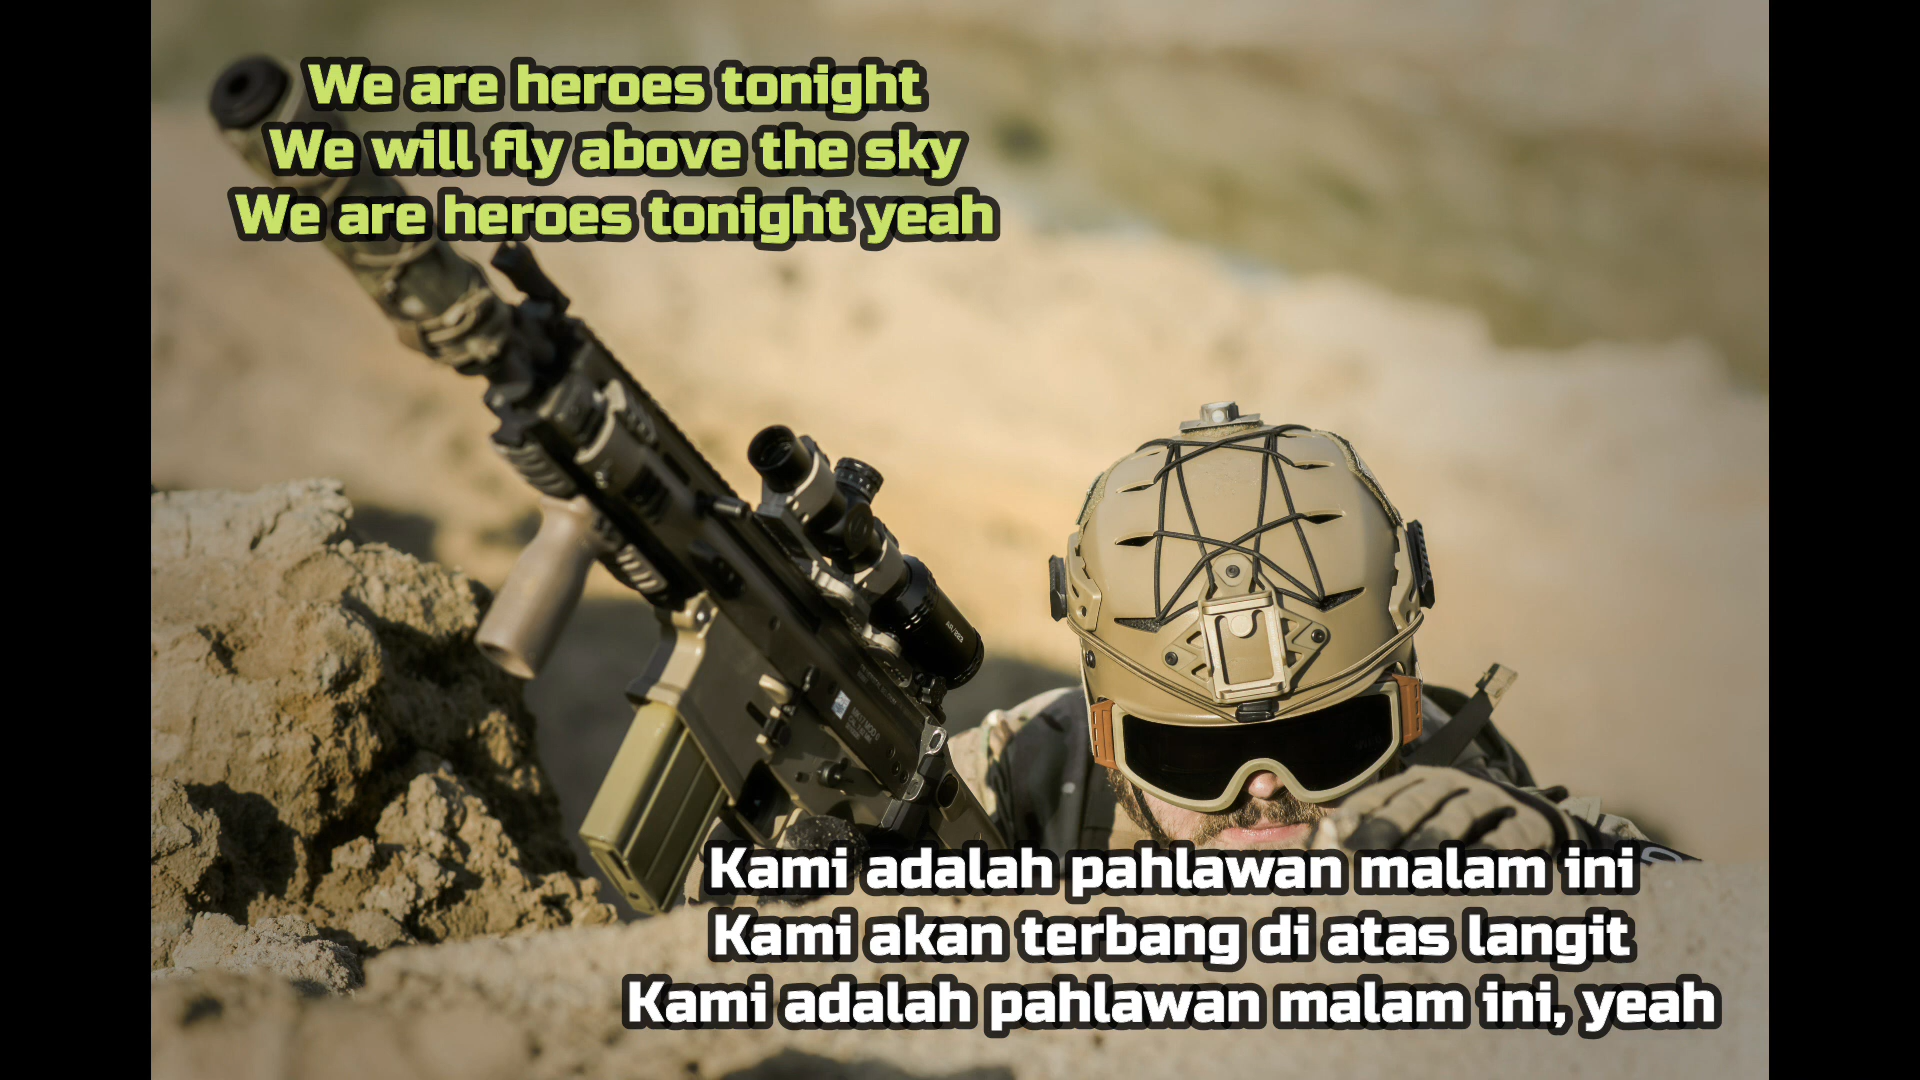 We are heroes tonight
We will fly above the sky
We are heroes tonight yeah
Kami adalah pahlawan malam ini
Kami akan terbang di atas langit
Kami adalah pahlawan malam ini, yeah